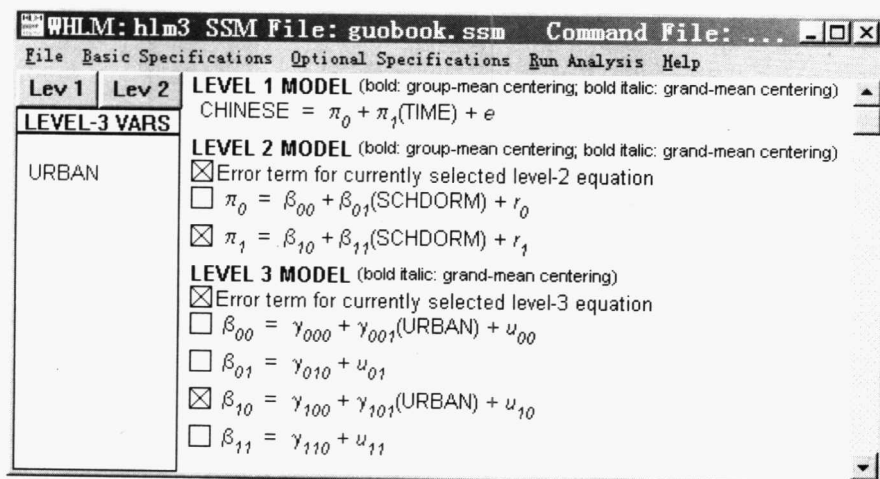 WHLM: hlm3 SSM File: guobook.ssm Command File: ...
File Basic Specifications Optional Specifications Run Analysis Help
Lev 1 Lev 2
LEVEL-3 VARS
URBAN
LEVEL 1 MODEL (bold: group-mean centering; bold italic: grand-mean centering)
CHINESE = π₀ + π₁(TIME) + e
LEVEL 2 MODEL (bold: group-mean centering; bold italic: grand-mean centering)
☒Error term for currently selected level-2 equation
☐ π₀ = β₀₀ + β₀₁(SCHDORM) + r₀
☒ π₁ = β₁₀ + β₁₁(SCHDORM) + r₁
LEVEL 3 MODEL (bold italic: grand-mean centering)
☒Error term for currently selected level-3 equation
☐ β₀₀ = γ₀₀₀ + γ₀₀₁(URBAN) + u₀₀
☐ β₀₁ = γ₀₁₀ + u₀₁
☒ β₁₀ = γ₁₀₀ + γ₁₀₁(URBAN) + u₁₀
☐ β₁₁ = γ₁₁₀ + u₁₁